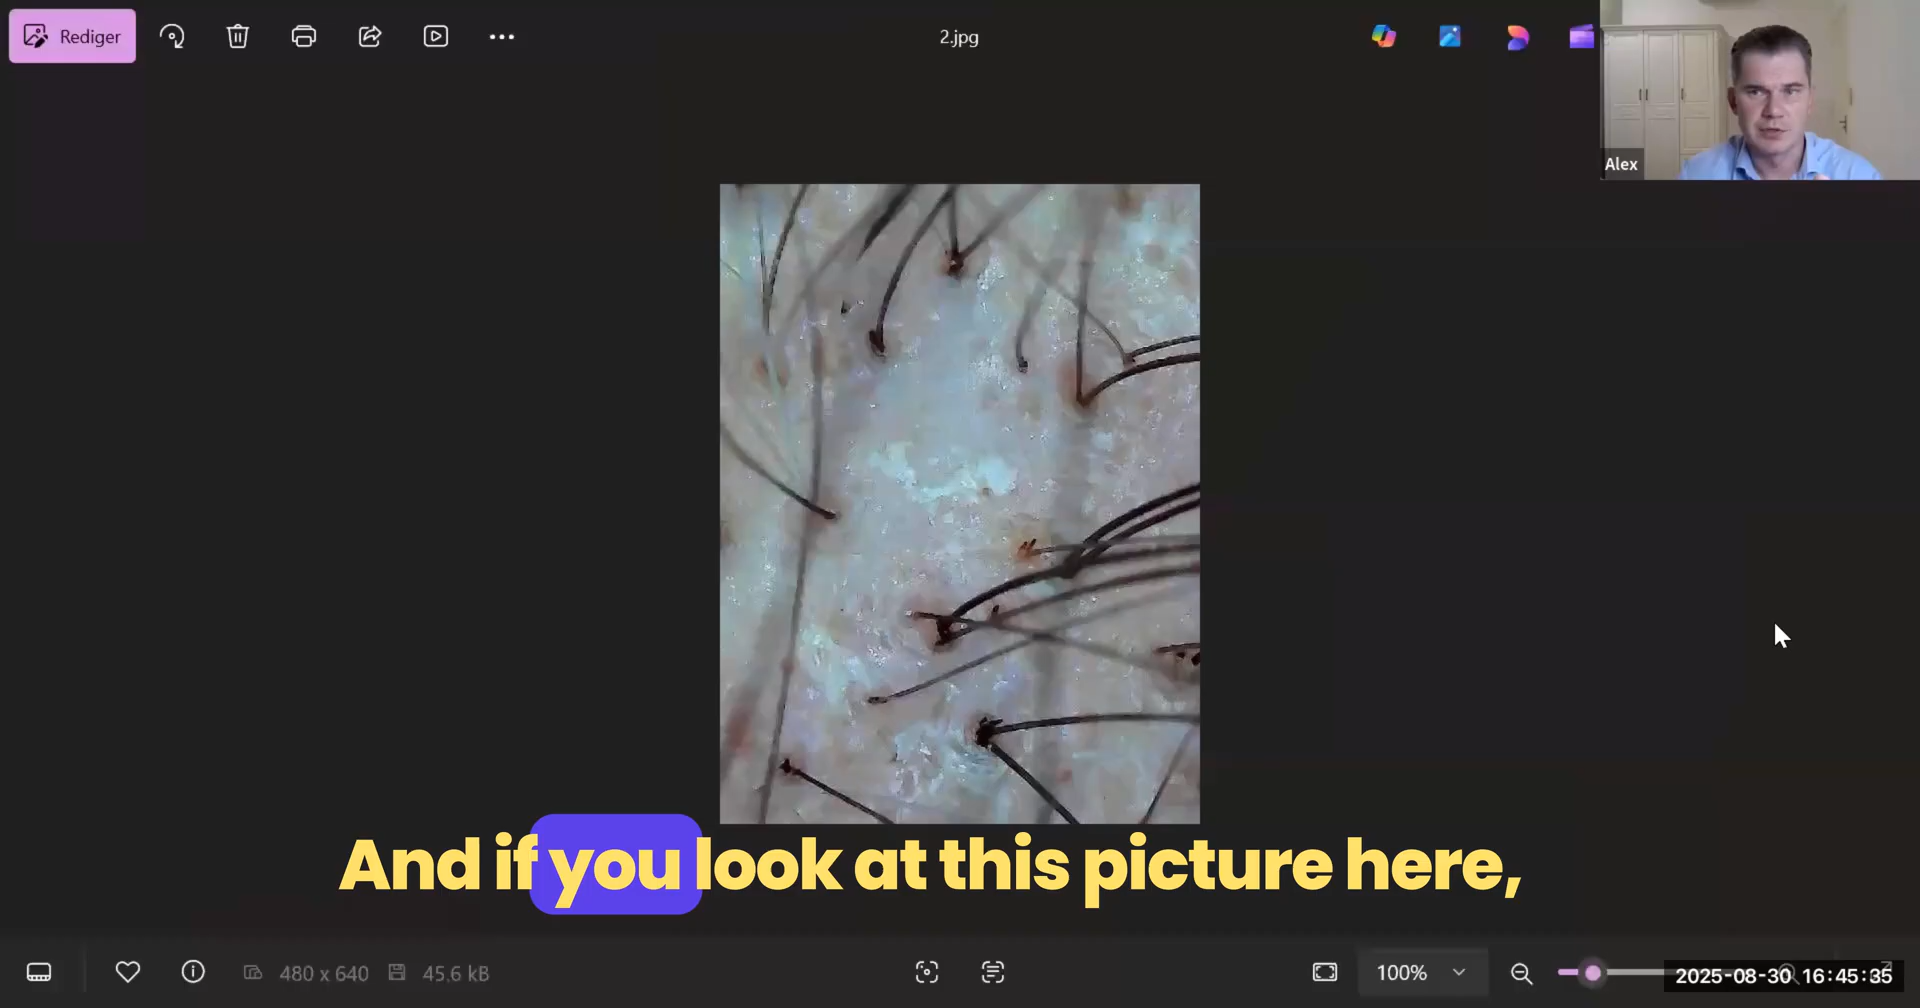 Rediger
2.jpg
Alex
And if you look at this picture here,
480 x 640
45,6 kB
100%
2025-08-30 16:45:35